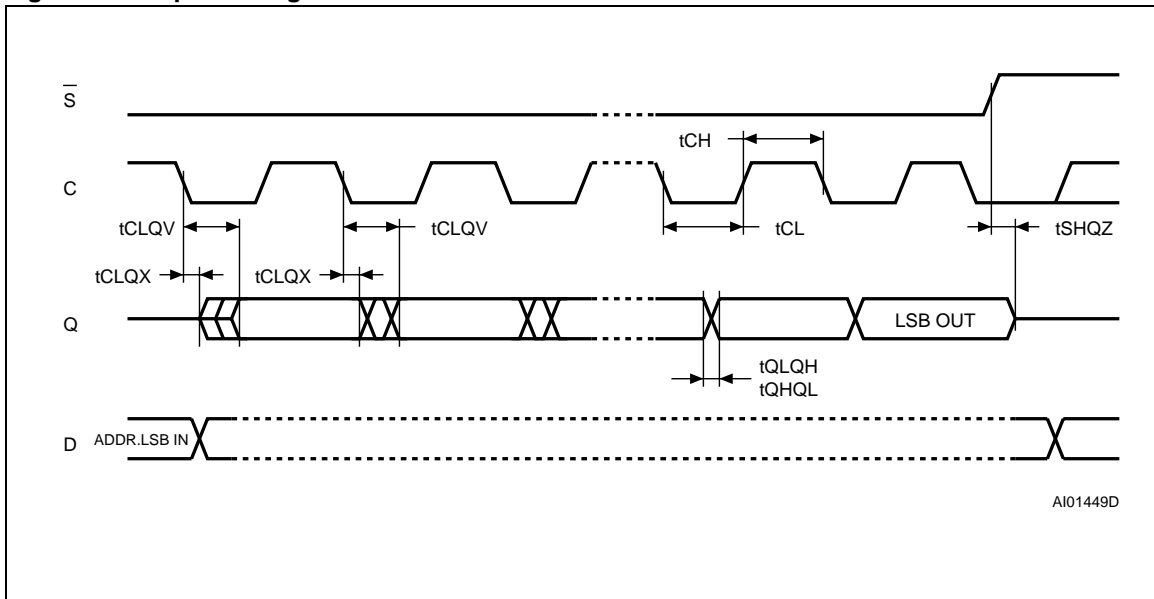 S
tCH
C
tCLQV
tCLQV
tCL
tSHQZ
tCLQX
tCLQX
Q
LSB OUT
tQLQH
tQHQL
D
ADDR.LSB IN
AI01449D